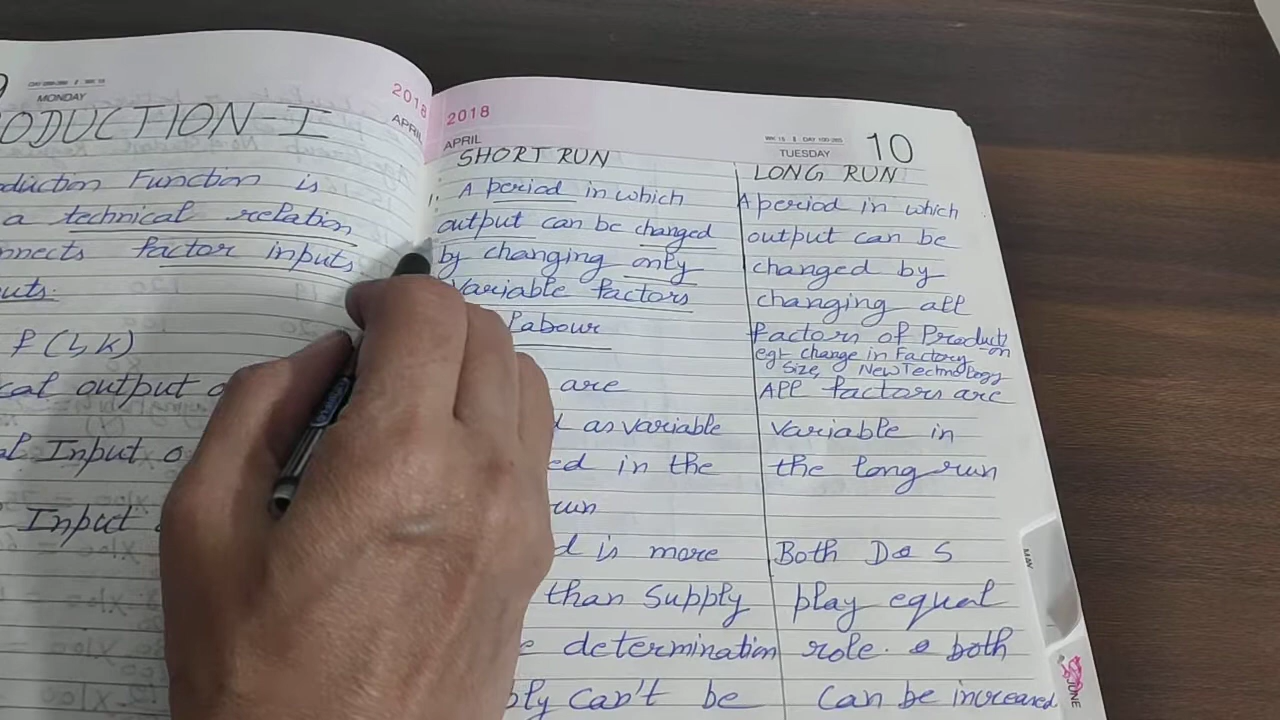 MONDAY
2018
APRIL
ODUCTION-I
duction Function is
a technical relation
nnects factor inputs
uts.
f (L, K)
cal output
al Input
Input
2018
APRIL
TUESDAY
10
SHORT RUN
1. A period in which
output can be changed
by changing only
Variable factors
Labour
are
as variable
ed in the
un
d is more
than Supply
e determination
ply can't be
LONG RUN
A period in which
output can be
changed by
changing all
factors of Production
eg:- change in Factory
Size, New Technology
All factors are
variable in
the long run
Both D & S
play equal
role. both
can be increased
MAY
JUNE